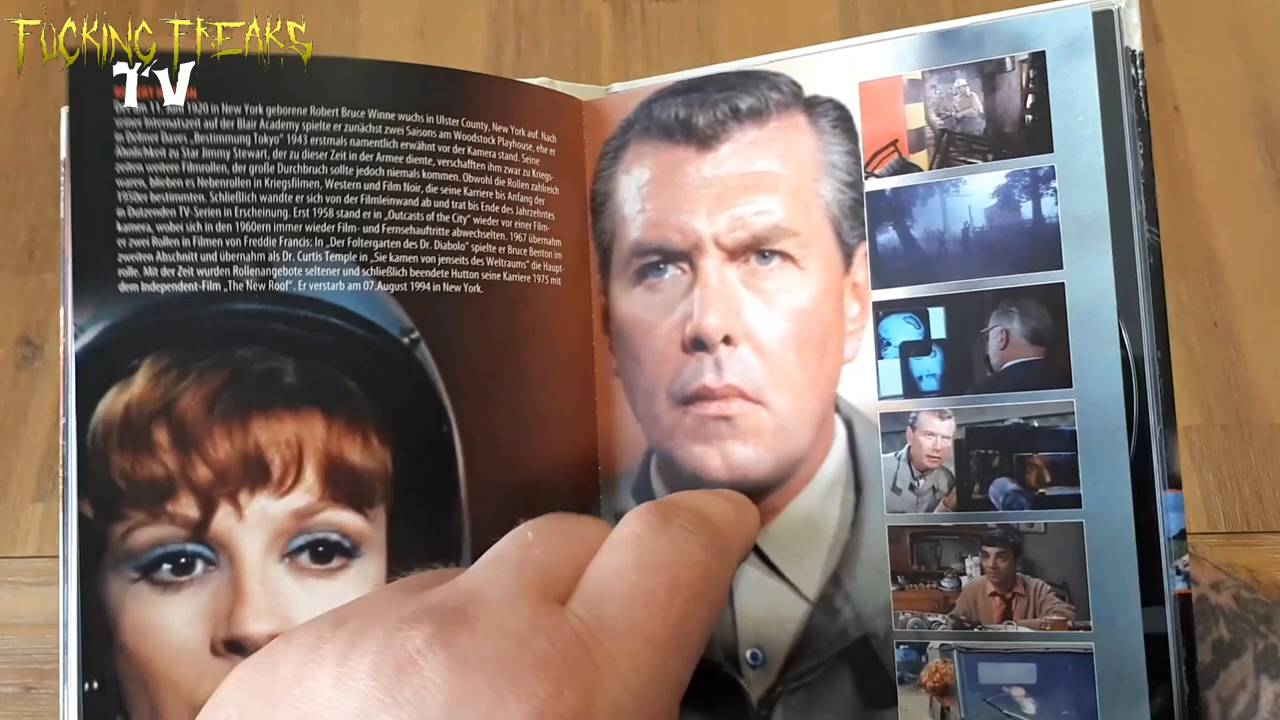 FUCKING FREAKS
TV
Der am 11. Juni 1920 in New York geborene Robert Bruce Winne wuchs in Ulster County, New York auf. Nach
seiner Internatszeit auf der Blair Academy spielte er zunächst zwei Saisons am Woodstock Playhouse, ehe er
in Delmer Daves „Bestimmung Tokyo" 1943 erstmals namentlich erwähnt vor der Kamera stand. Seine
Ähnlichkeit zu Star Jimmy Stewart, der zu dieser Zeit in der Armee diente, verschafften ihm zwar zu Kriegs-
zeiten weitere Filmrollen, der große Durchbruch sollte jedoch niemals kommen. Obwohl die Rollen zahlreich
waren, blieben es Nebenrollen in Kriegsfilmen, Western und Film Noir, die seine Karriere bis Anfang der
1950er bestimmten. Schließlich wandte er sich von der Filmleinwand ab und trat bis Ende des Jahrzehntes
in Dutzenden TV-Serien in Erscheinung. Erst 1958 stand er in „Outcasts of the City" wieder vor einer Film-
kamera, wobei sich in den 1960ern immer wieder Film- und Fernsehauftritte abwechselten. 1967 übernahm
er zwei Rollen in Filmen von Freddie Francis: In „Der Foltergarten des Dr. Diabolo" spielte er Bruce Benton im
zweiten Abschnitt und übernahm als Dr. Curtis Temple in „Sie kamen von jenseits des Weltraums" die Haupt-
rolle. Mit der Zeit wurden Rollenangebote seltener und schließlich beendete Hutton seine Karriere 1975 mit
dem Independent-Film „The New Roof". Er verstarb am 07.August 1994 in New York.